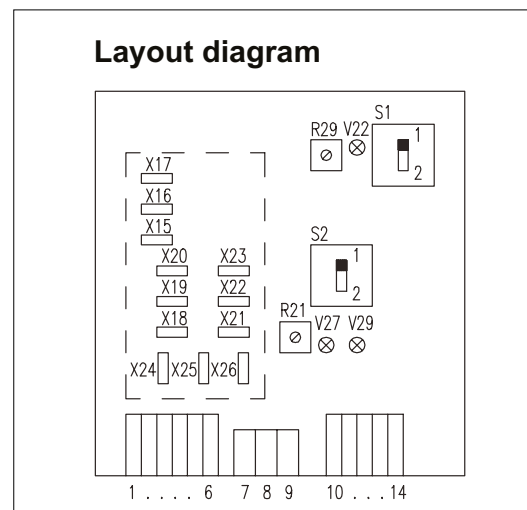 Layout diagram
S1
R29 V22
1
2
X17
X16
X15
S2
1
2
X20 X23
X19 X22
X18 X21
R21 V27 V29
X24 X25 X26
1 . . . . 6 7 8 9 10 . . . 14